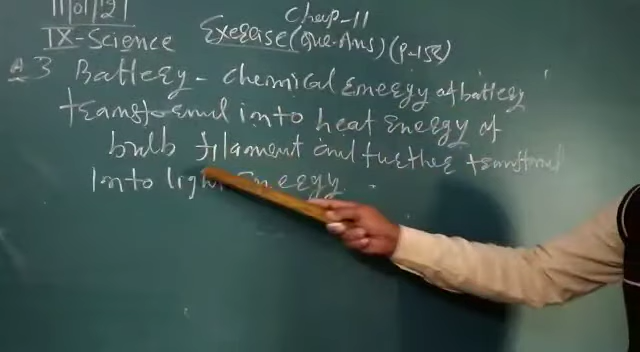 11/01/21
Chap-11
IX-Science Exercise (Que-Ans) (P-158)
Q.3 Battery - Chemical Energy of battery
transformed into heat Energy of
bulb filament and further transformed
into light Energy.